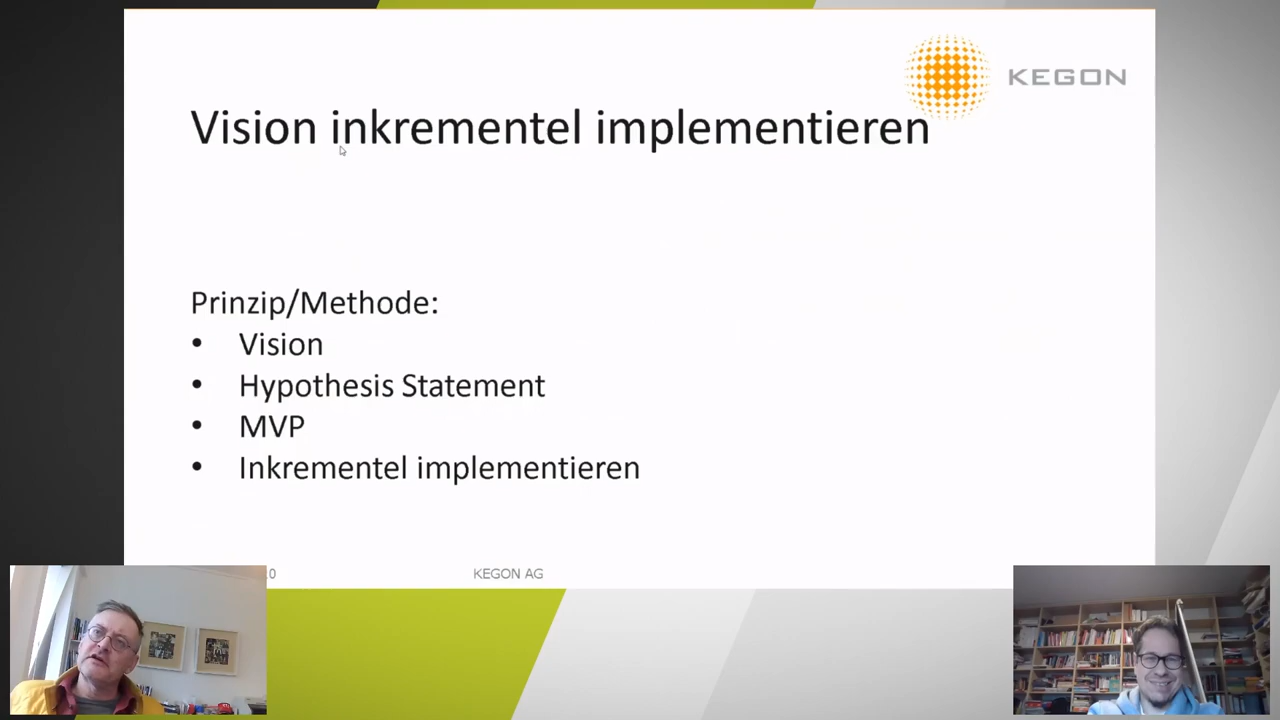 KEGON
Vision inkrementel implementieren
Prinzip/Methode:
• Vision
• Hypothesis Statement
• MVP
• Inkrementel implementieren
KEGON AG